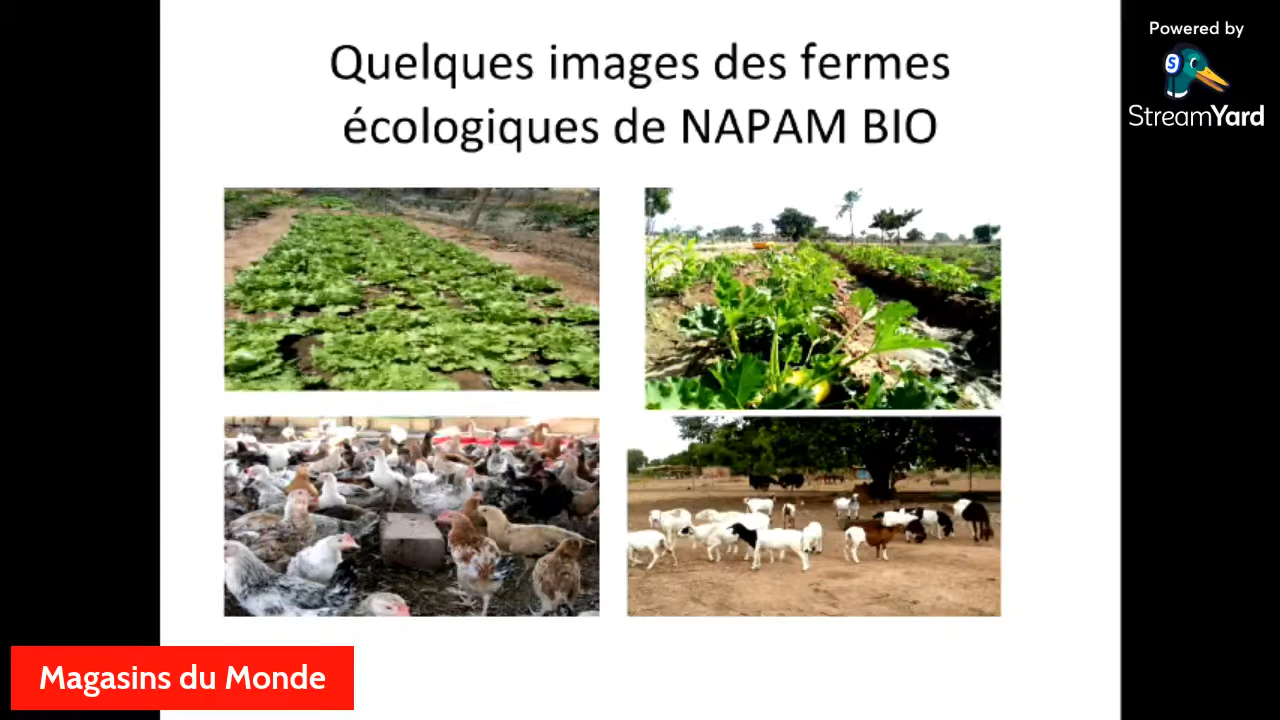 Quelques images des fermes
écologiques de NAPAM BIO
Powered by
S
StreamYard
Magasins du Monde